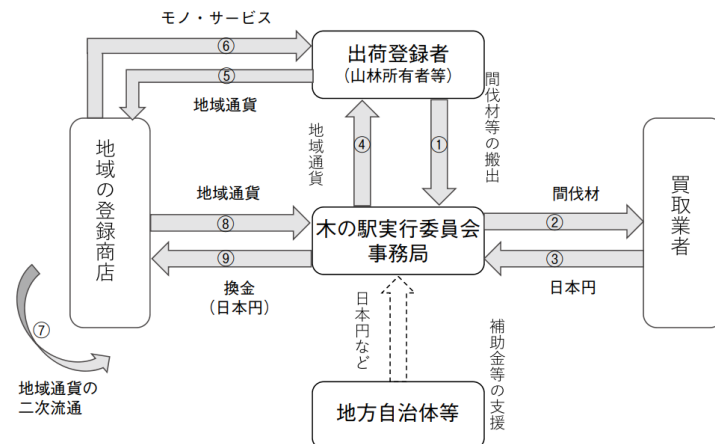 モノ・サービス
⑥
⑤
地域通貨
出荷登録者
（山林所有者等）
地域通貨
④
①
間伐材等の搬出
地域の登録商店
地域通貨
⑧
⑨
換金
（日本円）
木の駅実行委員会
事務局
間伐材
②
③
日本円
買取業者
⑦
地域通貨の
二次流通
日本円など
補助金等の支援
地方自治体等